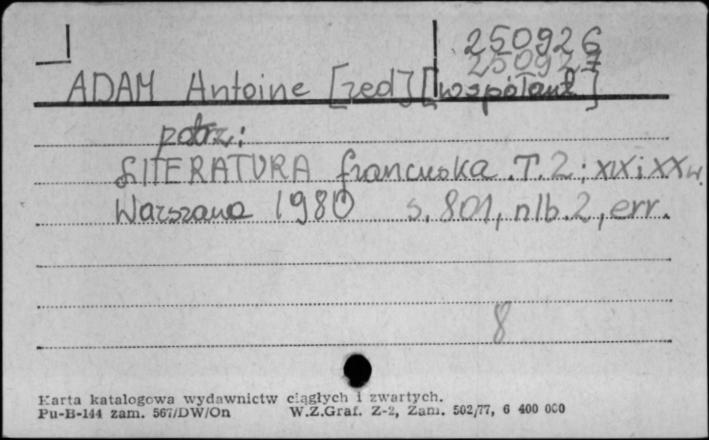 250926
250927
ADAM Antoine [red] [współaut]
patrz:
LITERATURA francuska. T. 2: XIX i XX w.
Warszawa 1980 s. 801, nlb. 2, err.
8
Karta katalogowa wydawnictw ciągłych i zwartych.
Pu-B-144 zam. 567/DW/On W.Z.Graf. Z-2, Zam. 502/77, 6 400 000